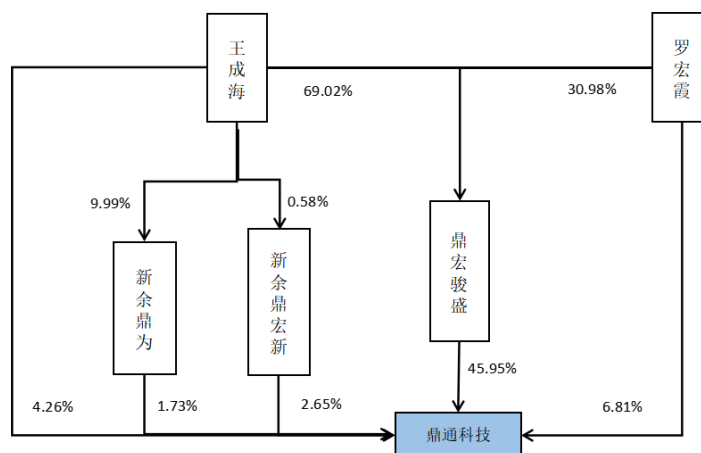 王成海
罗宏霞
69.02%
30.98%
9.99%
0.58%
新余鼎为
新余鼎宏新
鼎宏骏盛
45.95%
4.26%
1.73%
2.65%
6.81%
鼎通科技